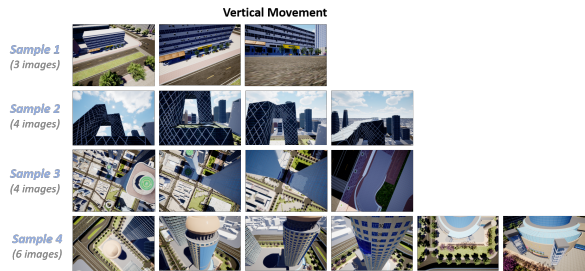 Vertical Movement
Sample 1
(3 images)
Sample 2
(4 images)
Sample 3
(4 images)
Sample 4
(6 images)